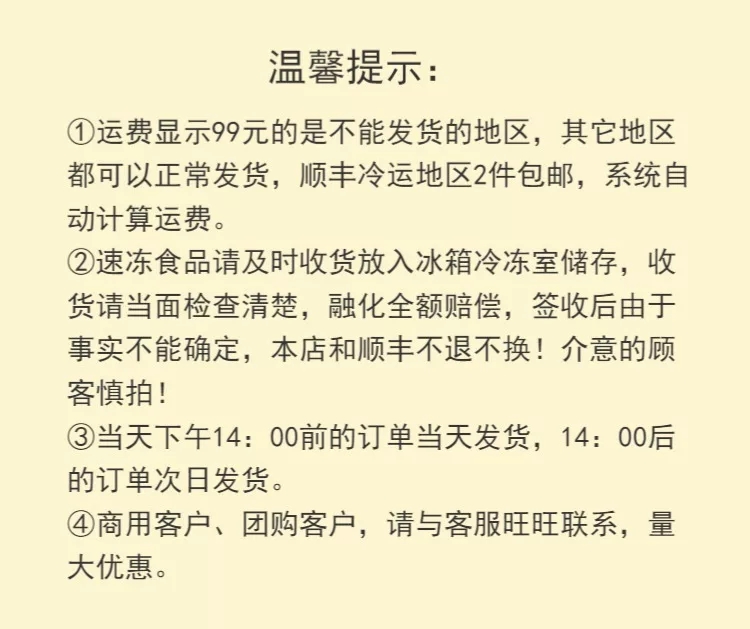 温馨提示：
①运费显示99元的是不能发货的地区，其它地区
都可以正常发货，顺丰冷运地区2件包邮，系统自
动计算运费。
②速冻食品请及时收货放入冰箱冷冻室储存，收
货请当面检查清楚，融化全额赔偿，签收后由于
事实不能确定，本店和顺丰不退不换！介意的顾
客慎拍！
③当天下午14：00前的订单当天发货，14：00后
的订单次日发货。
④商用客户、团购客户，请与客服旺旺联系，量
大优惠。